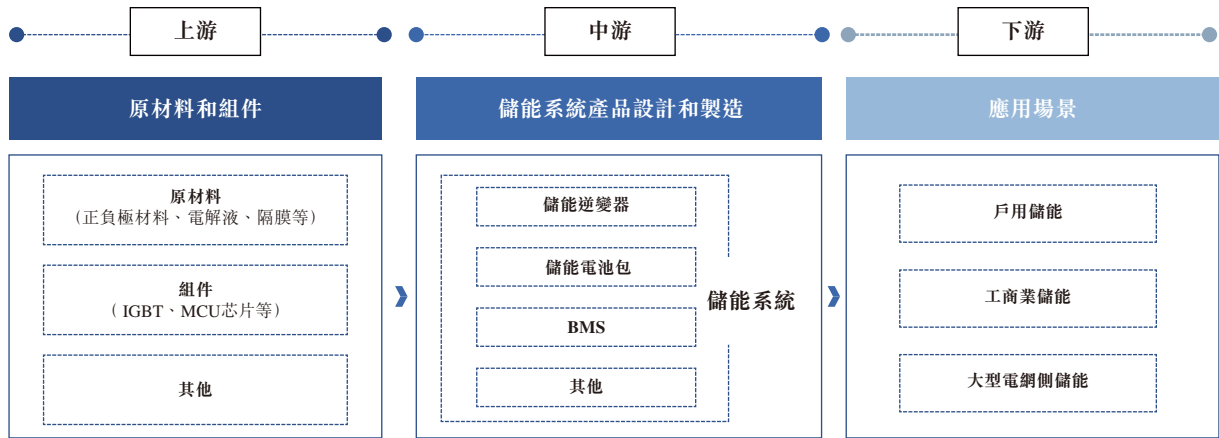 上游
中游
下游
原材料和組件
儲能系統產品設計和製造
應用場景
原材料
（正負極材料、電解液、隔膜等）
組件
（ IGBT、MCU芯片等）
其他
儲能逆變器
儲能電池包
BMS
其他
儲能系統
戶用儲能
工商業儲能
大型電網側儲能